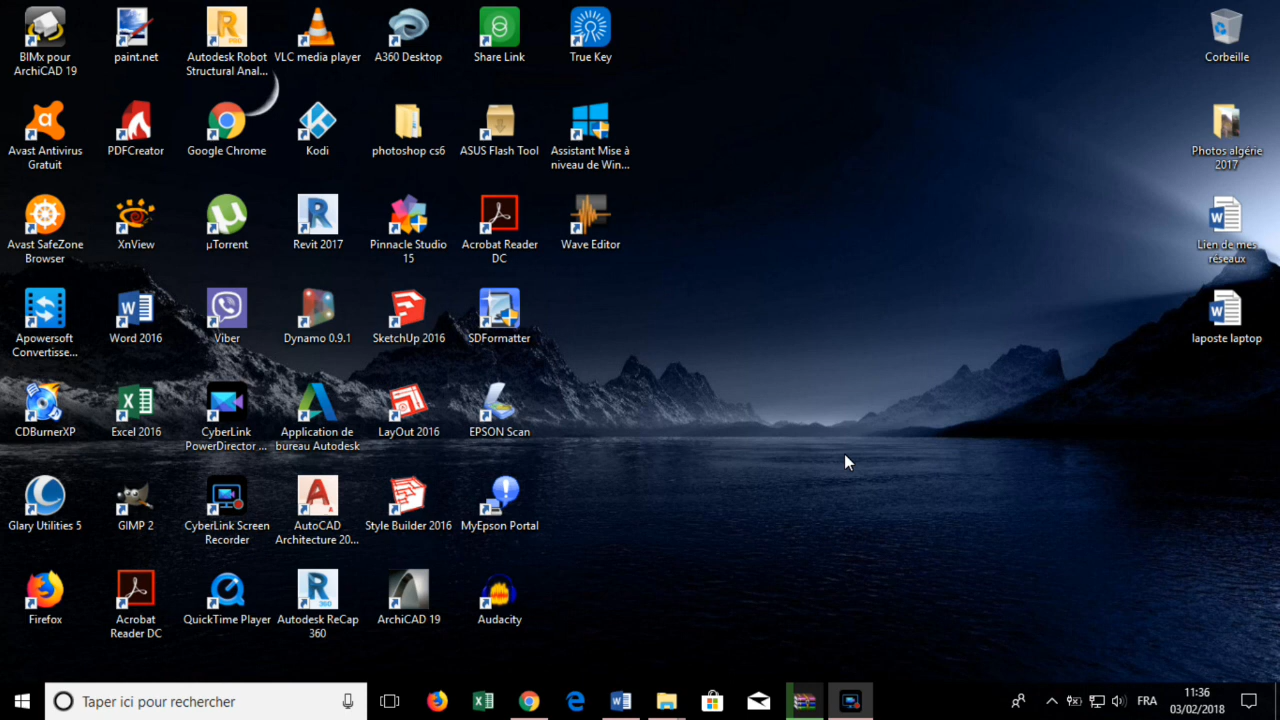 BIMx pour
ArchiCAD 19
paint.net
Autodesk Robot
Structural Anal...
VLC media player
A360 Desktop
Share Link
True Key
Corbeille
Avast Antivirus
Gratuit
PDFCreator
Google Chrome
Kodi
photoshop cs6
ASUS Flash Tool
Assistant Mise à
niveau de Win...
Photos algérie
2017
Avast SafeZone
Browser
XnView
µTorrent
Revit 2017
Pinnacle Studio
15
Acrobat Reader
DC
Wave Editor
Lien de mes
réseaux
Apowersoft
Convertisse...
Word 2016
Viber
Dynamo 0.9.1
SketchUp 2016
SDFormatter
laposte laptop
CDBurnerXP
Excel 2016
CyberLink
PowerDirector ...
Application de
bureau Autodesk
LayOut 2016
EPSON Scan
Glary Utilities 5
GIMP 2
CyberLink Screen
Recorder
AutoCAD
Architecture 20...
Style Builder 2016
MyEpson Portal
Firefox
Acrobat
Reader DC
QuickTime Player
Autodesk ReCap
360
ArchiCAD 19
Audacity
Taper ici pour rechercher
FRA
11:36
03/02/2018